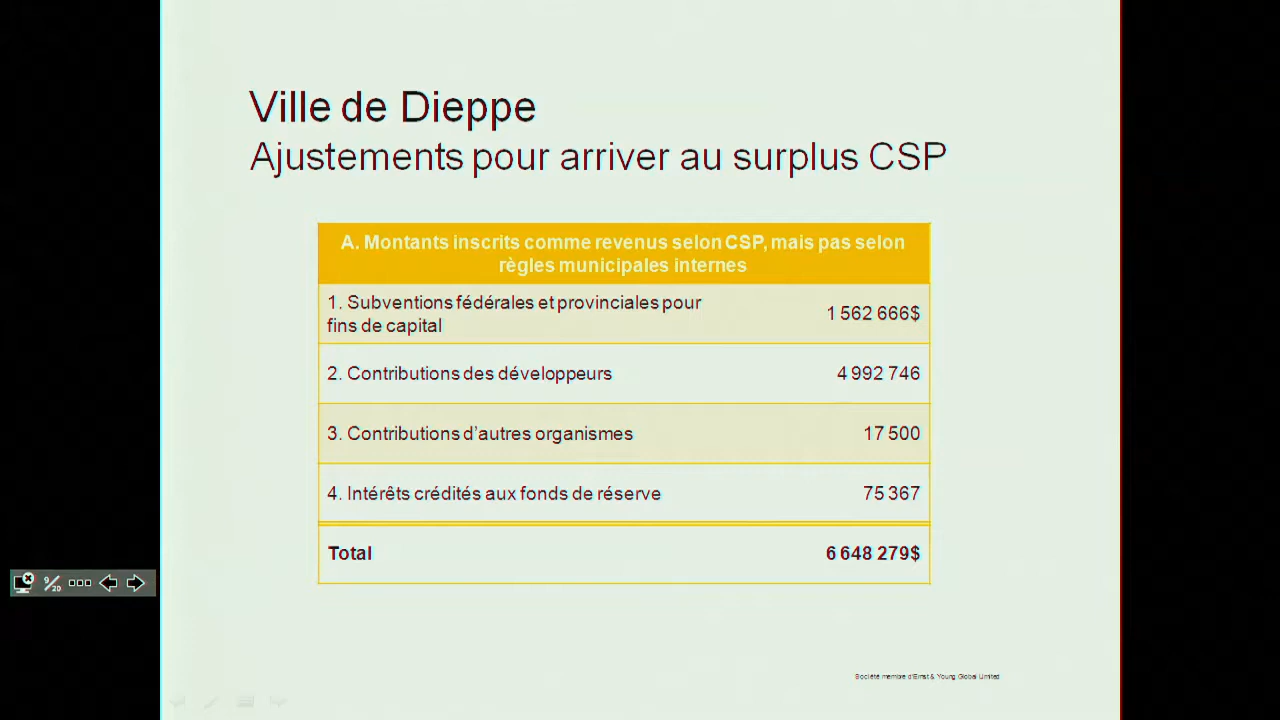 Ville de Dieppe
Ajustements pour arriver au surplus CSP
A. Montants inscrits comme revenus selon CSP, mais pas selon
règles municipales internes
1. Subventions fédérales et provinciales pour
fins de capital
1 562 666$
2. Contributions des développeurs
4 992 746
3. Contributions d'autres organismes
17 500
4. Intérêts crédités aux fonds de réserve
75 367
Total
6 648 279$
9/20
Société membre d'Ernst & Young Global Limited